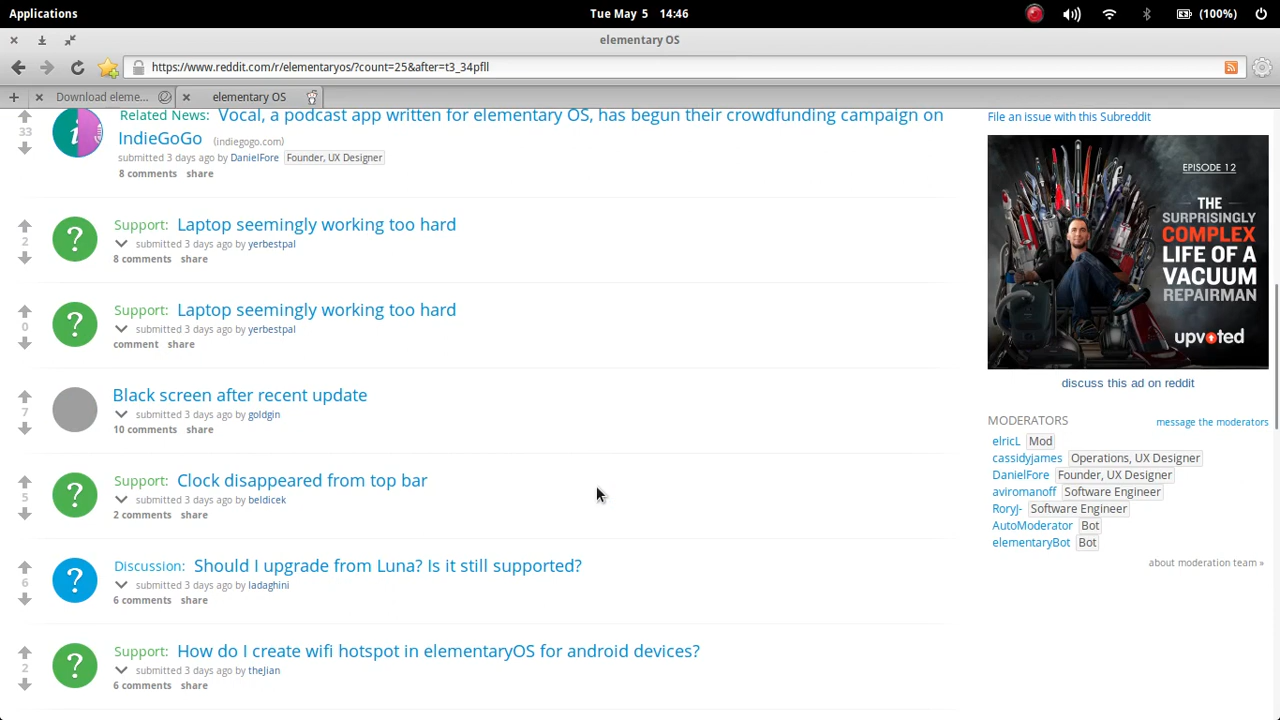 Applications
Tue May 5 14:46
(100%)
elementary OS
https://www.reddit.com/r/elementaryos/?count=25&after=t3_34pfll
Download eleme...
elementary OS
33
Related News: Vocal, a podcast app written for elementary OS, has begun their crowdfunding campaign on
IndieGoGo (indiegogo.com)
submitted 3 days ago by DanielFore Founder, UX Designer
8 comments share
2
Support: Laptop seemingly working too hard
submitted 3 days ago by yerbestpal
8 comments share
0
Support: Laptop seemingly working too hard
submitted 3 days ago by yerbestpal
comment share
7
Black screen after recent update
submitted 3 days ago by goldgin
10 comments share
5
Support: Clock disappeared from top bar
submitted 3 days ago by beldicek
2 comments share
6
Discussion: Should I upgrade from Luna? Is it still supported?
submitted 3 days ago by ladaghini
6 comments share
2
Support: How do I create wifi hotspot in elementaryOS for android devices?
submitted 3 days ago by theJian
6 comments share
File an issue with this Subreddit
EPISODE 12
THE
SURPRISINGLY
COMPLEX
LIFE OF A
VACUUM
REPAIRMAN
upvoted
discuss this ad on reddit
MODERATORS
message the moderators
elricL Mod
cassidyjames Operations, UX Designer
DanielFore Founder, UX Designer
aviromanoff Software Engineer
RoryJ- Software Engineer
AutoModerator Bot
elementaryBot Bot
about moderation team »